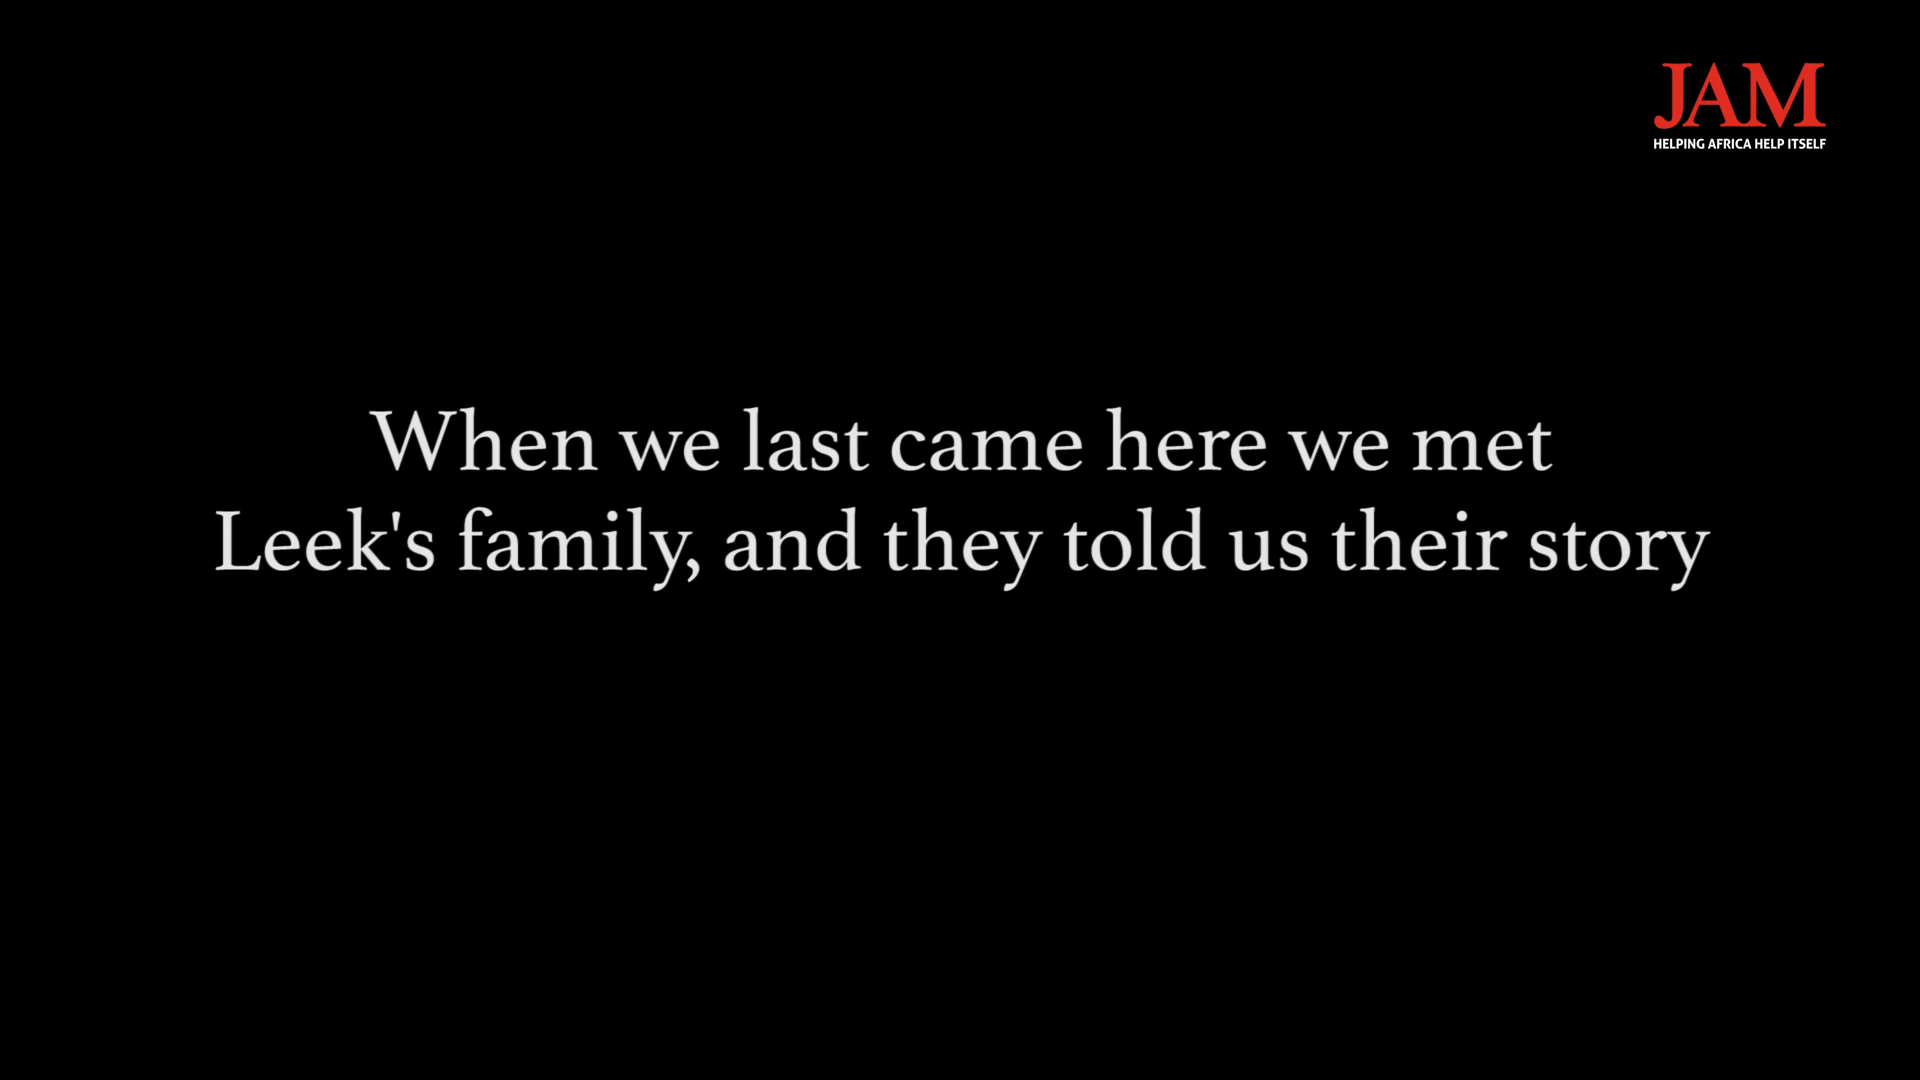 JAM
HELPING AFRICA HELP ITSELF
When we last came here we met
Leek's family, and they told us their story